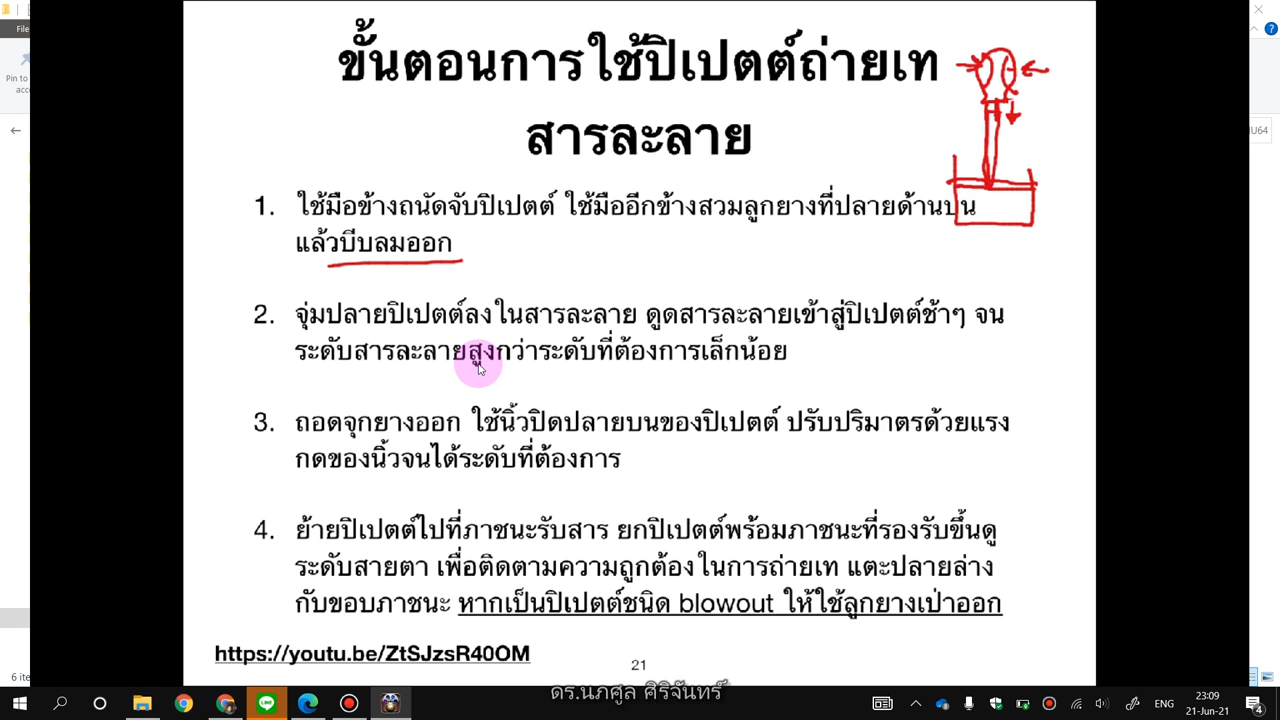 File
Pin to
acce
U64
ขั้นตอนการใช้ปิเปตต์ถ่ายเท
สารละลาย
1. ใช้มือข้างถนัดจับปิเปตต์ ใช้มืออีกข้างสวมลูกยางที่ปลายด้านบน
แล้วบีบลมออก
2. จุ่มปลายปิเปตต์ลงในสารละลาย ดูดสารละลายเข้าสู่ปิเปตต์ช้าๆ จน
ระดับสารละลายสูงกว่าระดับที่ต้องการเล็กน้อย
3. ถอดจุกยางออก ใช้นิ้วปิดปลายบนของปิเปตต์ ปรับปริมาตรด้วยแรง
กดของนิ้วจนได้ระดับที่ต้องการ
4. ย้ายปิเปตต์ไปที่ภาชนะรับสาร ยกปิเปตต์พร้อมภาชนะที่รองรับขึ้นดู
ระดับสายตา เพื่อติดตามความถูกต้องในการถ่ายเท แตะปลายล่าง
กับขอบภาชนะ หากเป็นปิเปตต์ชนิด blowout ให้ใช้ลูกยางเป่าออก
https://youtu.be/ZtSJzsR40OM
21
6 ite
ดร.นภศูล ศิริจันทร์
LINE
ENG
23:09
21-Jun-21
4